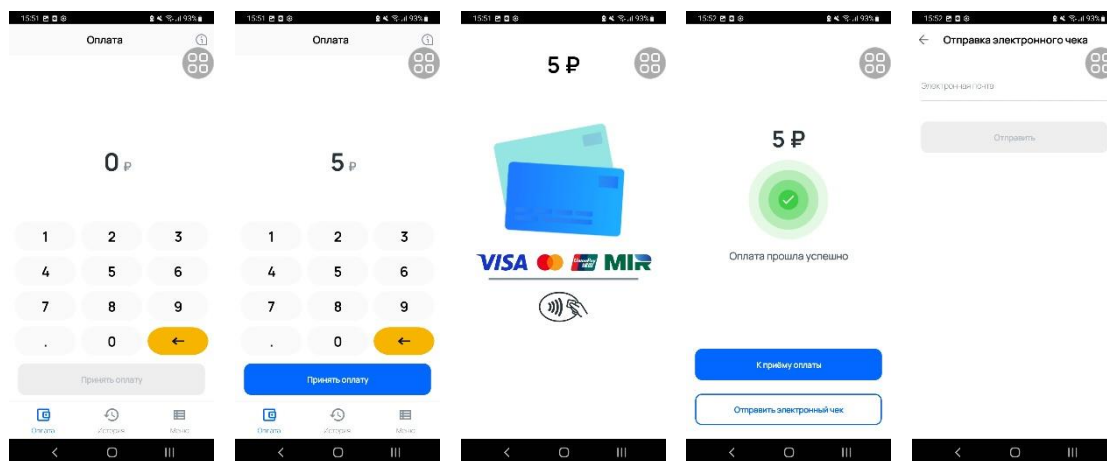 15:51
93%
Оплата
0 ₽
1 2 3
4 5 6
7 8 9
. 0 ←
Принять оплату
Оплата История Меню
15:51
93%
Оплата
5 ₽
1 2 3
4 5 6
7 8 9
. 0 ←
Принять оплату
Оплата История Меню
15:51
93%
5 ₽
VISA UnionPay MIR
15:52
93%
5 ₽
Оплата прошла успешно
К приёму оплаты
Отправить электронный чек
15:52
93%
← Отправка электронного чека
Электронная почта
Отправить